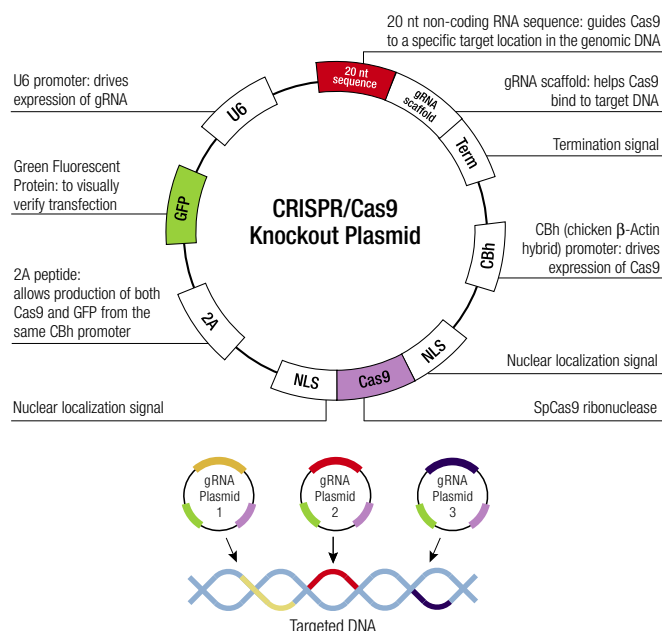 20 nt non-coding RNA sequence: guides Cas9
to a specific target location in the genomic DNA
U6 promoter: drives
expression of gRNA
20 nt
sequence
gRNA
scaffold
gRNA scaffold: helps Cas9
bind to target DNA
U6
Term
Termination signal
Green Fluorescent
Protein: to visually
verify transfection
GFP
CRISPR/Cas9
Knockout Plasmid
CBh
CBh (chicken β-Actin
hybrid) promoter: drives
expression of Cas9
2A peptide:
allows production of both
Cas9 and GFP from the
same CBh promoter
2A
NLS
Cas9
NLS
Nuclear localization signal
Nuclear localization signal
SpCas9 ribonuclease
gRNA
Plasmid
1
gRNA
Plasmid
2
gRNA
Plasmid
3
Targeted DNA